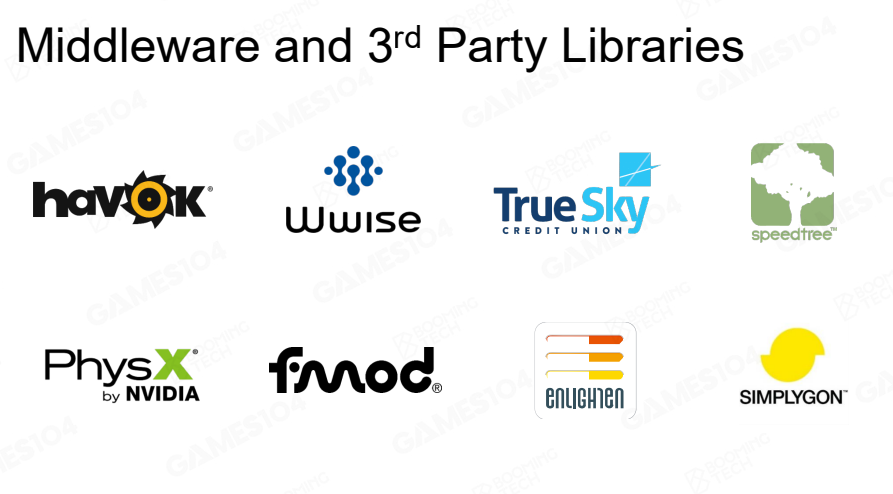 Middleware and 3rd Party Libraries
havok®
Wwise
True Sky
CREDIT UNION
speedtree™
PhysX®
by NVIDIA
fmod®
ENLIGHTEN
SIMPLYGON™
GAMES104
BOOMING
TECH